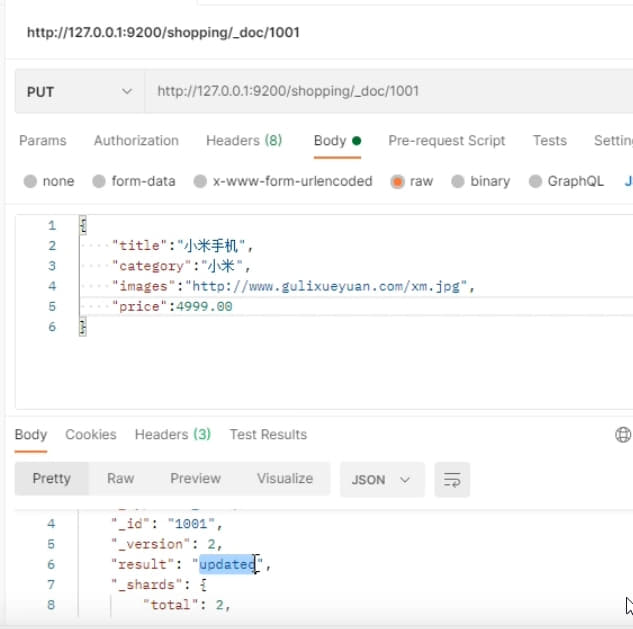 http://127.0.0.1:9200/shopping/_doc/1001
PUT http://127.0.0.1:9200/shopping/_doc/1001
Params Authorization Headers (8) Body Pre-request Script Tests
none form-data x-www-form-urlencoded raw binary GraphQL
1 {
2 "title":"小米手机",
3 "category":"小米",
4 "images":"http://www.gulixueyuan.com/xm.jpg",
5 "price":4999.00
6 }
Body Cookies Headers (3) Test Results
Pretty Raw Preview Visualize JSON
4 "_id": "1001",
5 "_version": 2,
6 "result": "updated",
7 "_shards": {
8 "total": 2,